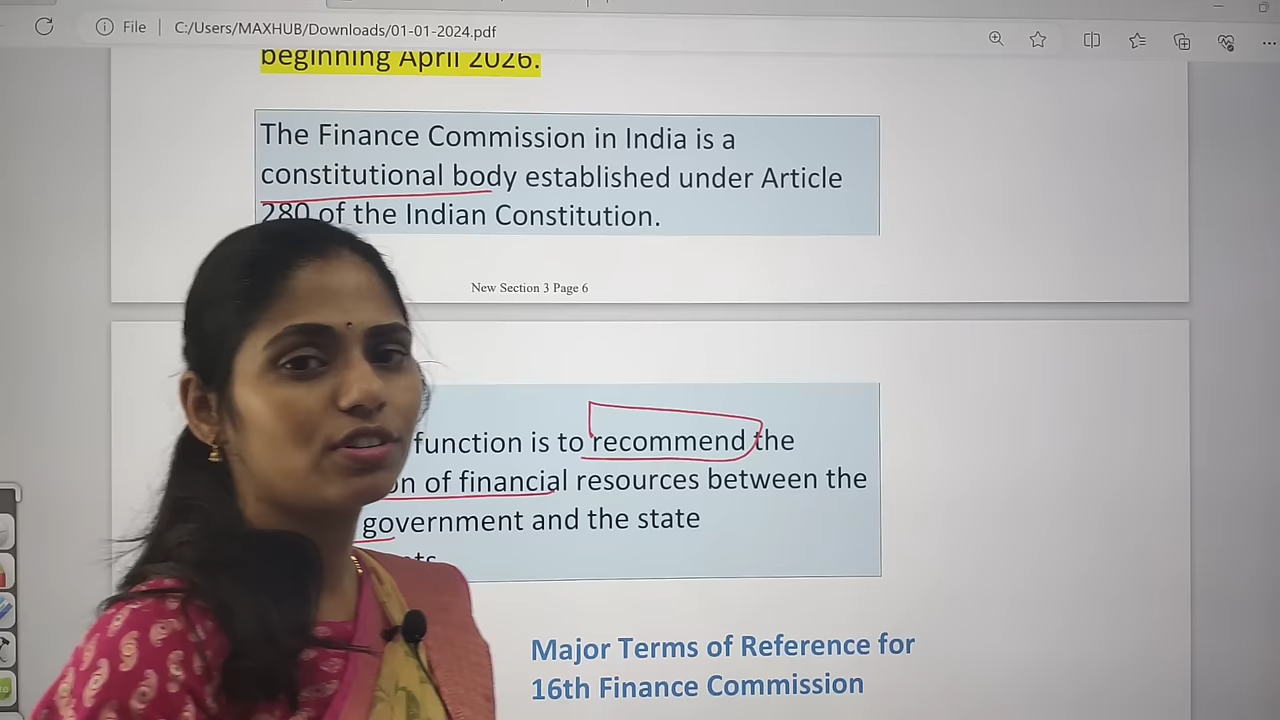 File
C:/Users/MAXHUB/Downloads/01-01-2024.pdf
beginning April 2026.
The Finance Commission in India is a
constitutional body established under Article
280 of the Indian Constitution.
New Section 3 Page 6
function is to recommend the
of financial resources between the
government and the state
Major Terms of Reference for
16th Finance Commission